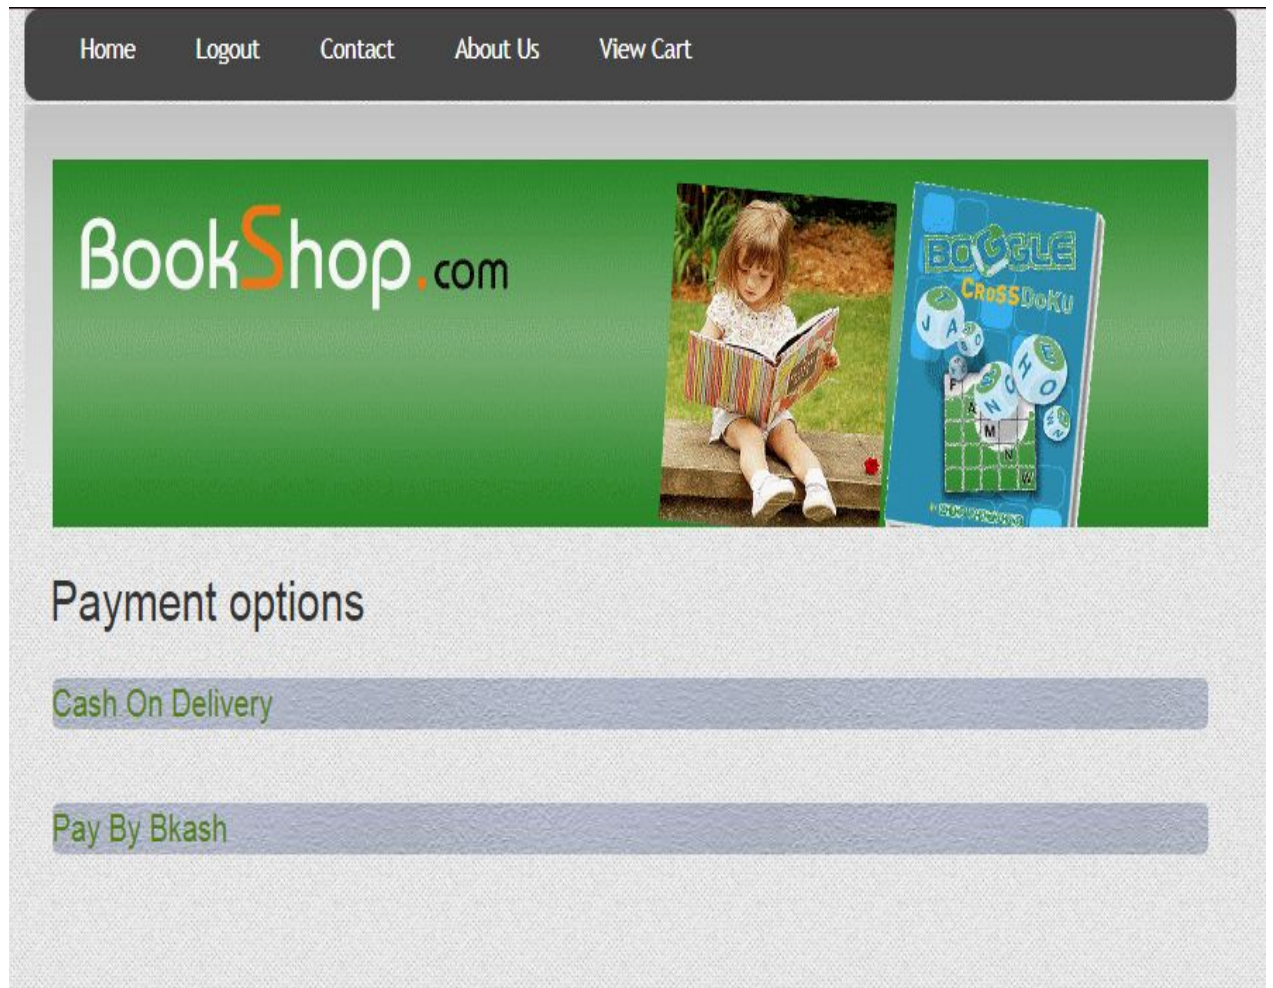 Home Logout Contact About Us View Cart
BookShop.com
BOGGLE
CROSSDOKU
Payment options
Cash On Delivery
Pay By Bkash